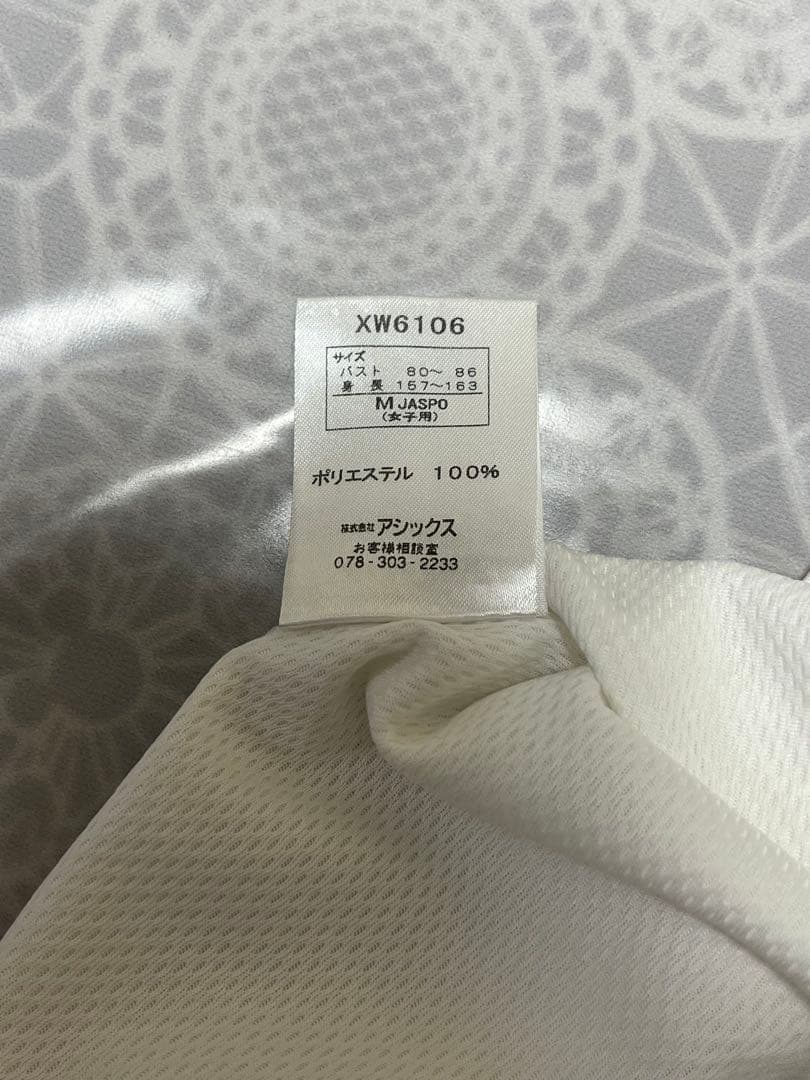 XW6106
サイズ
バスト 80～ 86
身 長 157～163
M JASPO
(女子用)
ポリエステル 100%
株式会社 アシックス
お客様相談室
078-303-2233